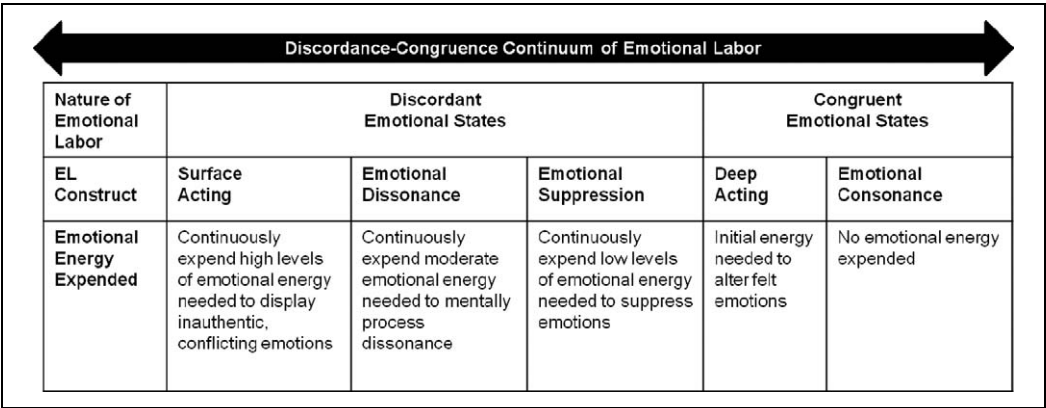 Discordance-Congruence Continuum of Emotional Labor
Nature of
Emotional
Labor
Discordant
Emotional States
Congruent
Emotional States
EL
Construct
Surface
Acting
Emotional
Dissonance
Emotional
Suppression
Deep
Acting
Emotional
Consonance
Emotional
Energy
Expended
Continuously
expend high levels
of emotional energy
needed to display
inauthentic,
conflicting emotions
Continuously
expend moderate
emotional energy
needed to mentally
process
dissonance
Continuously
expend low levels
of emotional energy
needed to suppress
emotions
Initial energy
needed to
alter felt
emotions
No emotional energy
expended